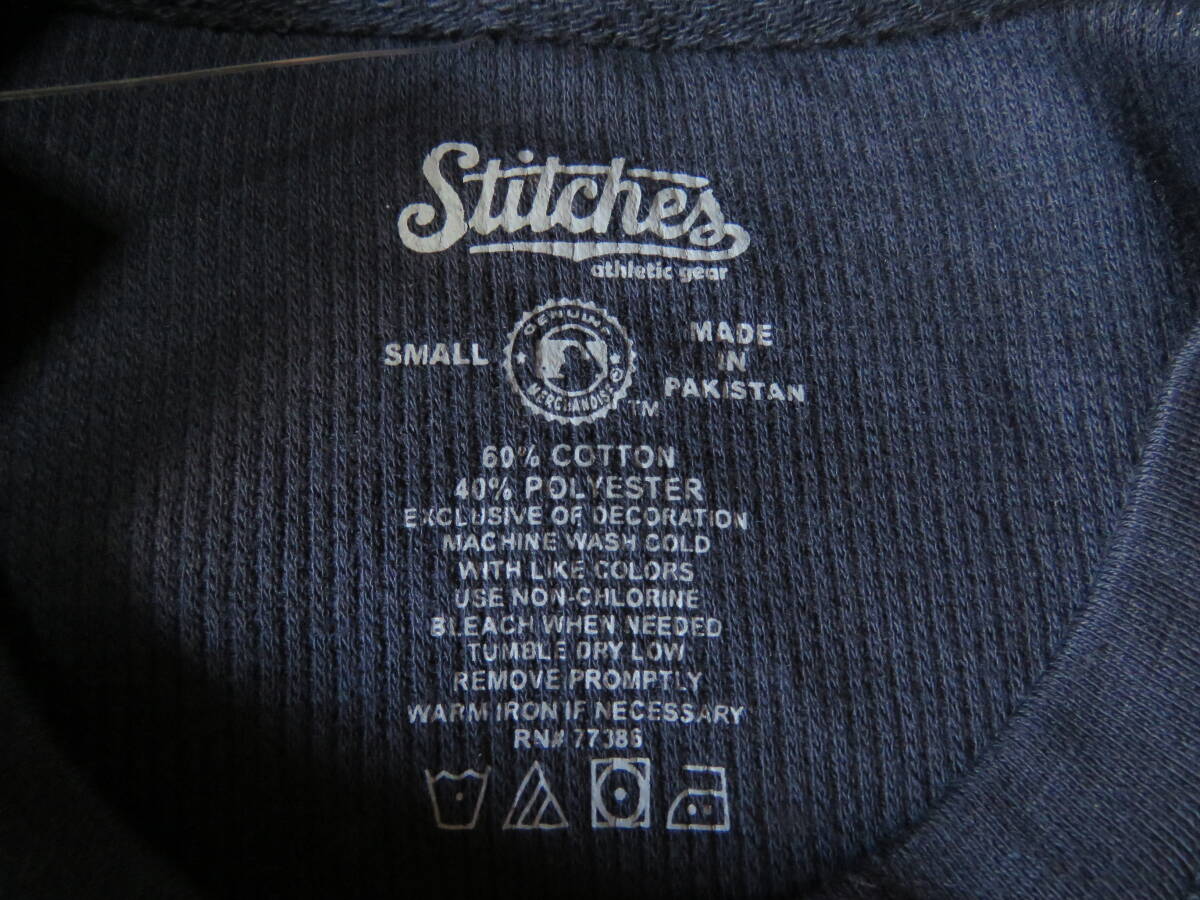 Stitches
athletic gear
SMALL
GENUINE
MERCHANDISE
®
TM
MADE
IN
PAKISTAN
60% COTTON
40% POLYESTER
EXCLUSIVE OF DECORATION
MACHINE WASH COLD
WITH LIKE COLORS
USE NON-CHLORINE
BLEACH WHEN NEEDED
TUMBLE DRY LOW
REMOVE PROMPTLY
WARM IRON IF NECESSARY
RN# 77386